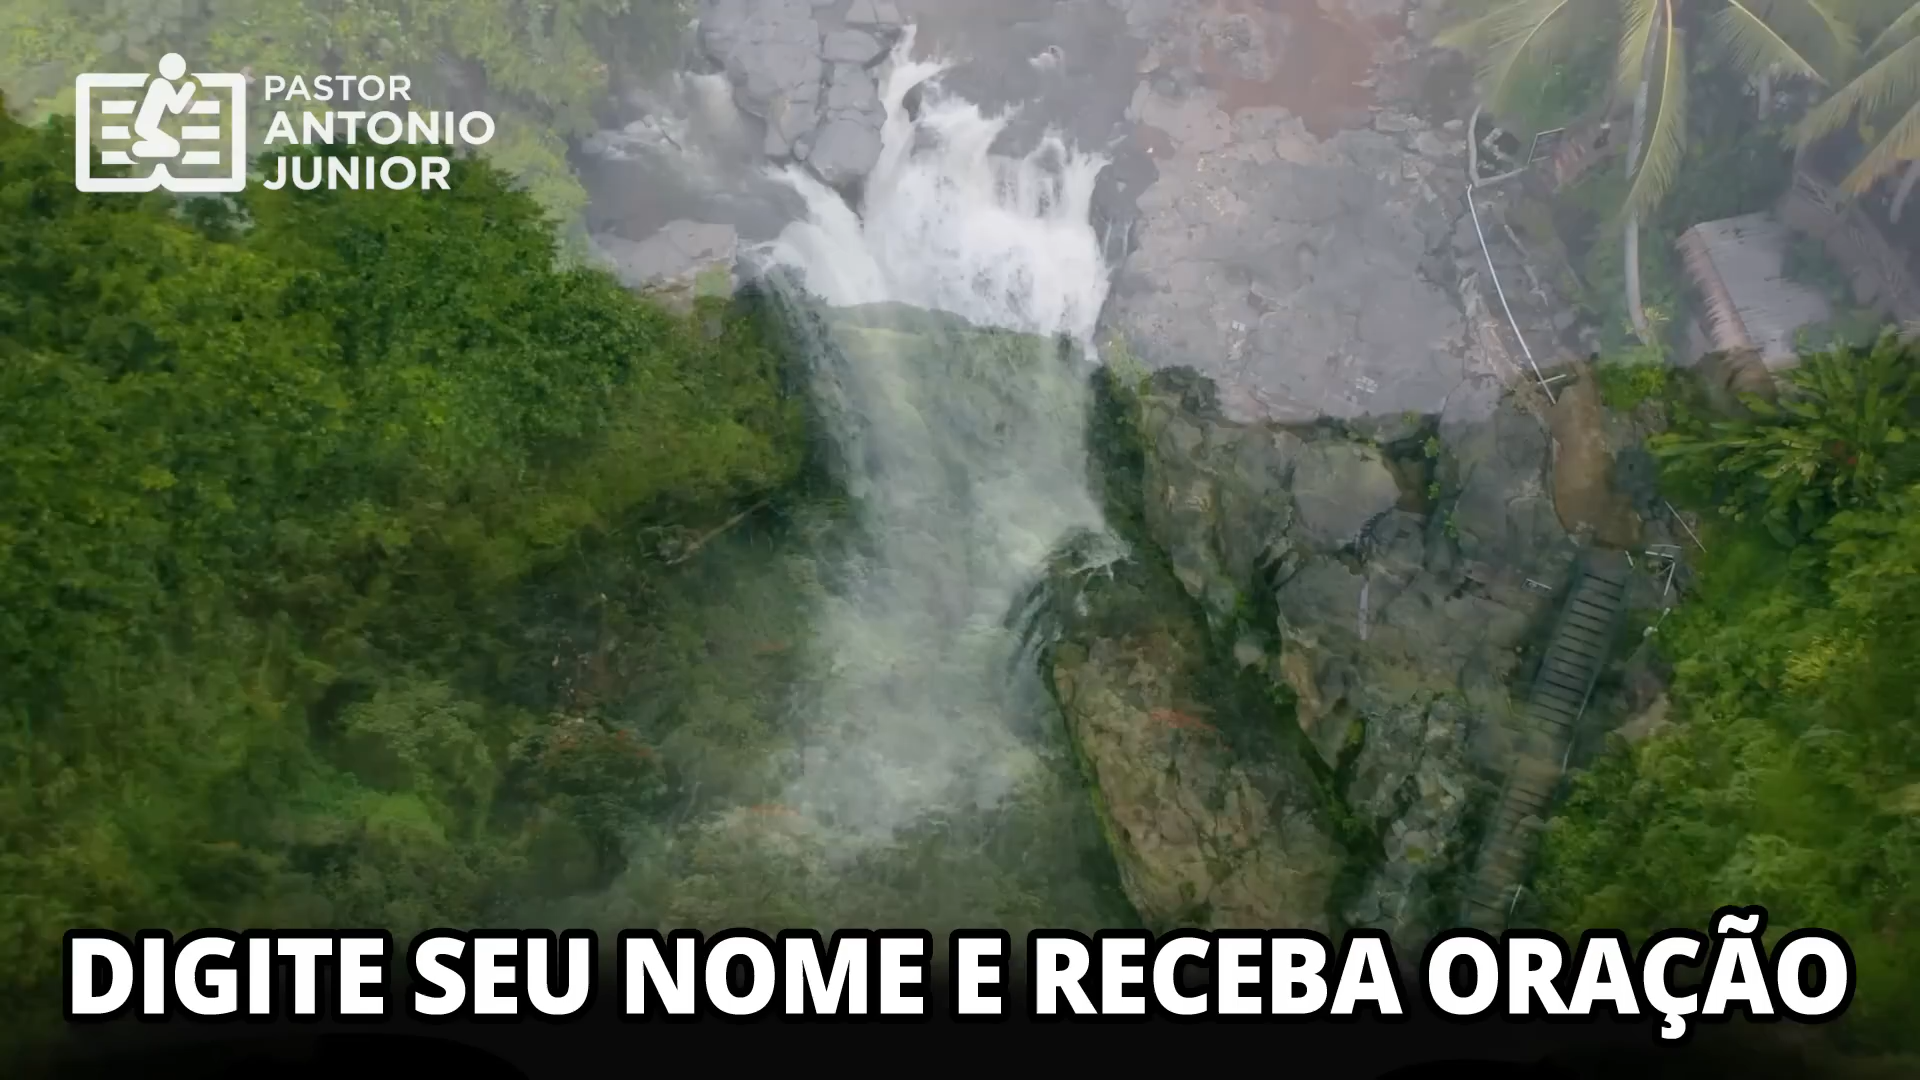 PASTOR
ANTONIO
JUNIOR
DIGITE SEU NOME E RECEBA ORAÇÃO